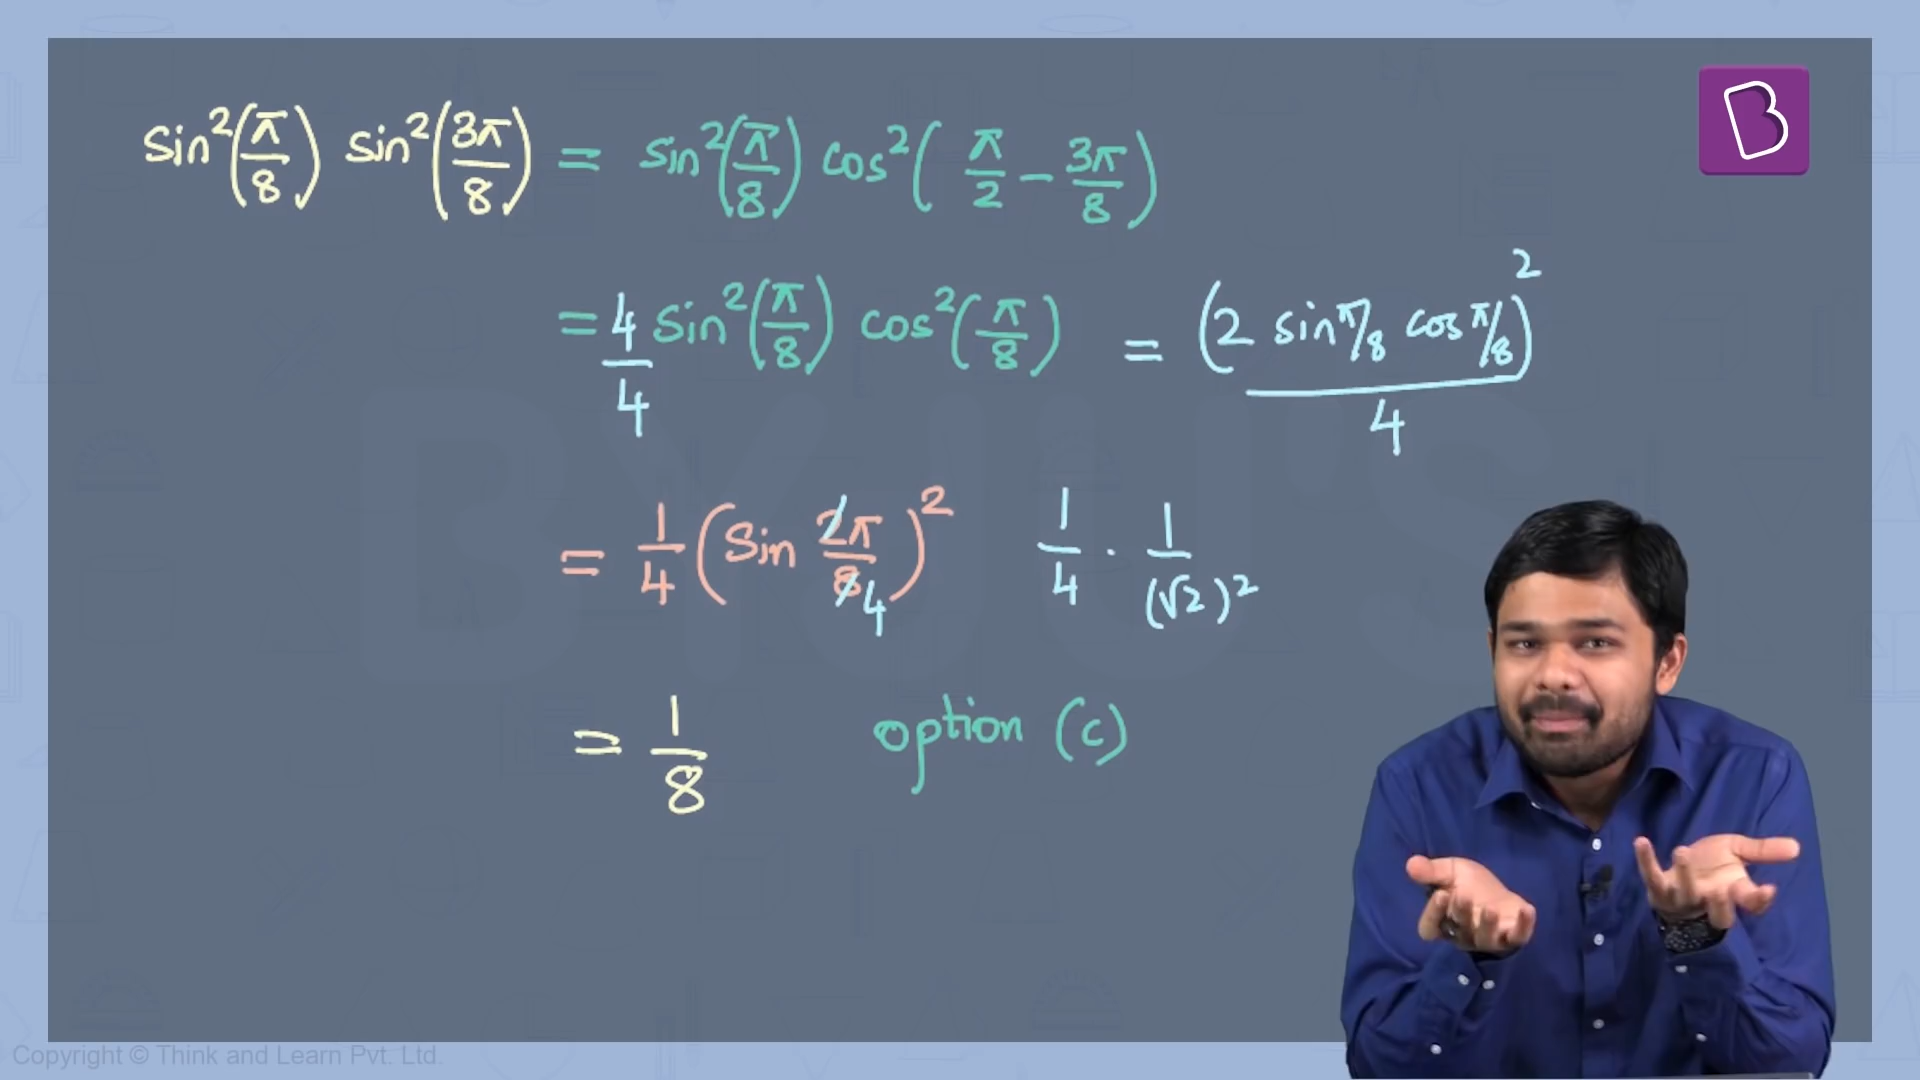 sin²(π/8) sin²(3π/8) = sin²(π/8) cos²(π/2 − 3π/8)
= 4/4 sin²(π/8) cos²(π/8) = (2 sin π/8 cos π/8)²/4
= 1/4 (sin 2π/8 4)² 1/4 · 1/(√2)²
= 1/8 option (c)
B
BYJU'S
Copyright © Think and Learn Pvt. Ltd.